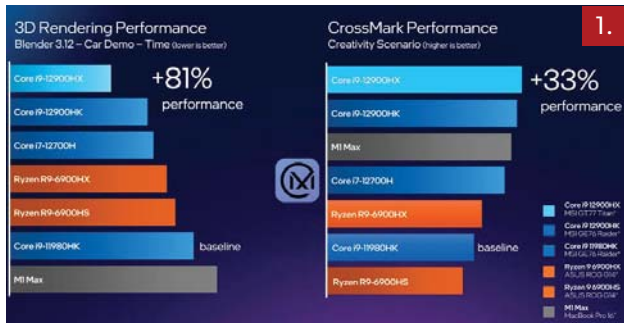 3D Rendering Performance
Blender 3.12 – Car Demo – Time (lower is better)
Core i9-12900HX
+81%
performance
Core i9-12900HK
Core i7-12700H
Ryzen R9-6900HX
Ryzen R9-6900HS
Core i9-11980HK
baseline
M1 Max
CrossMark Performance
Creativity Scenario (higher is better)
1.
Core i9-12900HX
+33%
performance
Core i9-12900HK
M1 Max
Core i7-12700H
Ryzen R9-6900HX
Core i9-11980HK
baseline
Ryzen R9-6900HS
Core i9 12900HX
MSI GT77 Titan*
Core i9 12900HK
MSI GE76 Raider*
Core i9 11980HK
MSI GE76 Raider*
Ryzen 9 6900HX
ASUS ROG G14*
Ryzen 9 6900HS
ASUS ROG G14*
M1 Max
MacBook Pro 16"